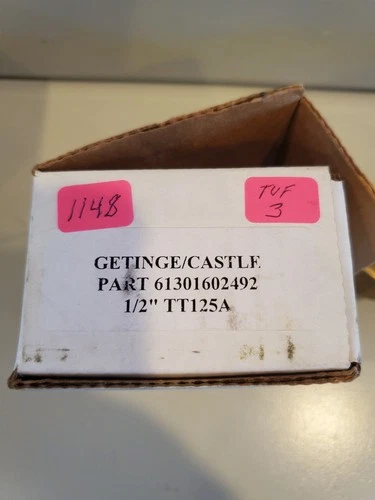 1148
TUF
3
GETINGE/CASTLE
PART 61301602492
1/2" TT125A